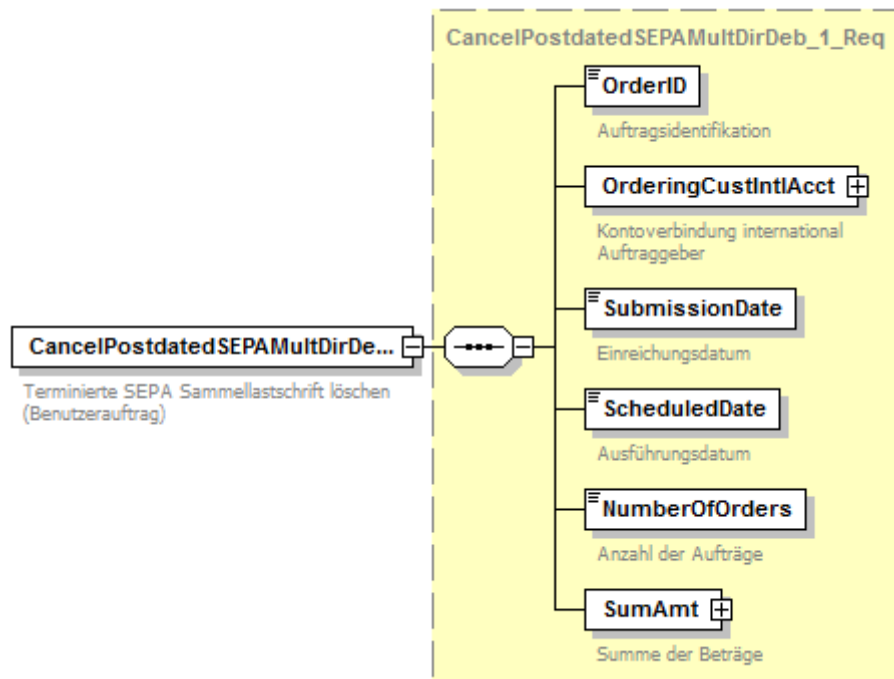 CancelPostdatedSEPAMultDirDeb_1_Req
OrderID
Auftragsidentifikation
OrderingCustIntlAcct
Kontoverbindung international
Auftraggeber
SubmissionDate
Einreichungsdatum
CancelPostdatedSEPAMultDirDe...
Terminierte SEPA Sammellastschrift löschen
(Benutzerauftrag)
ScheduledDate
Ausführungsdatum
NumberOfOrders
Anzahl der Aufträge
SumAmt
Summe der Beträge